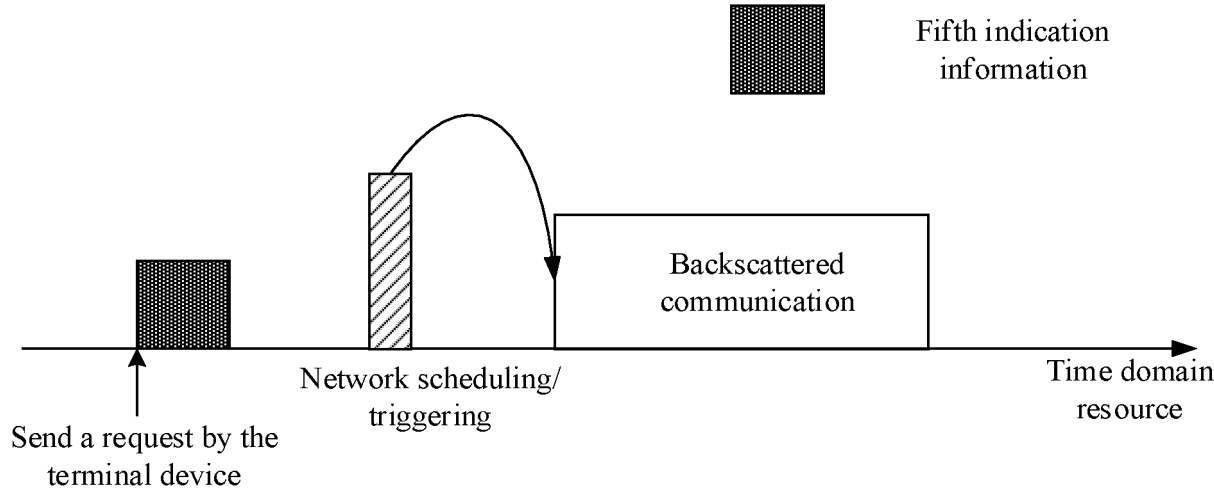 Fifth indication
information
Backscattered
communication
Network scheduling/
triggering
Time domain
resource
Send a request by the
terminal device